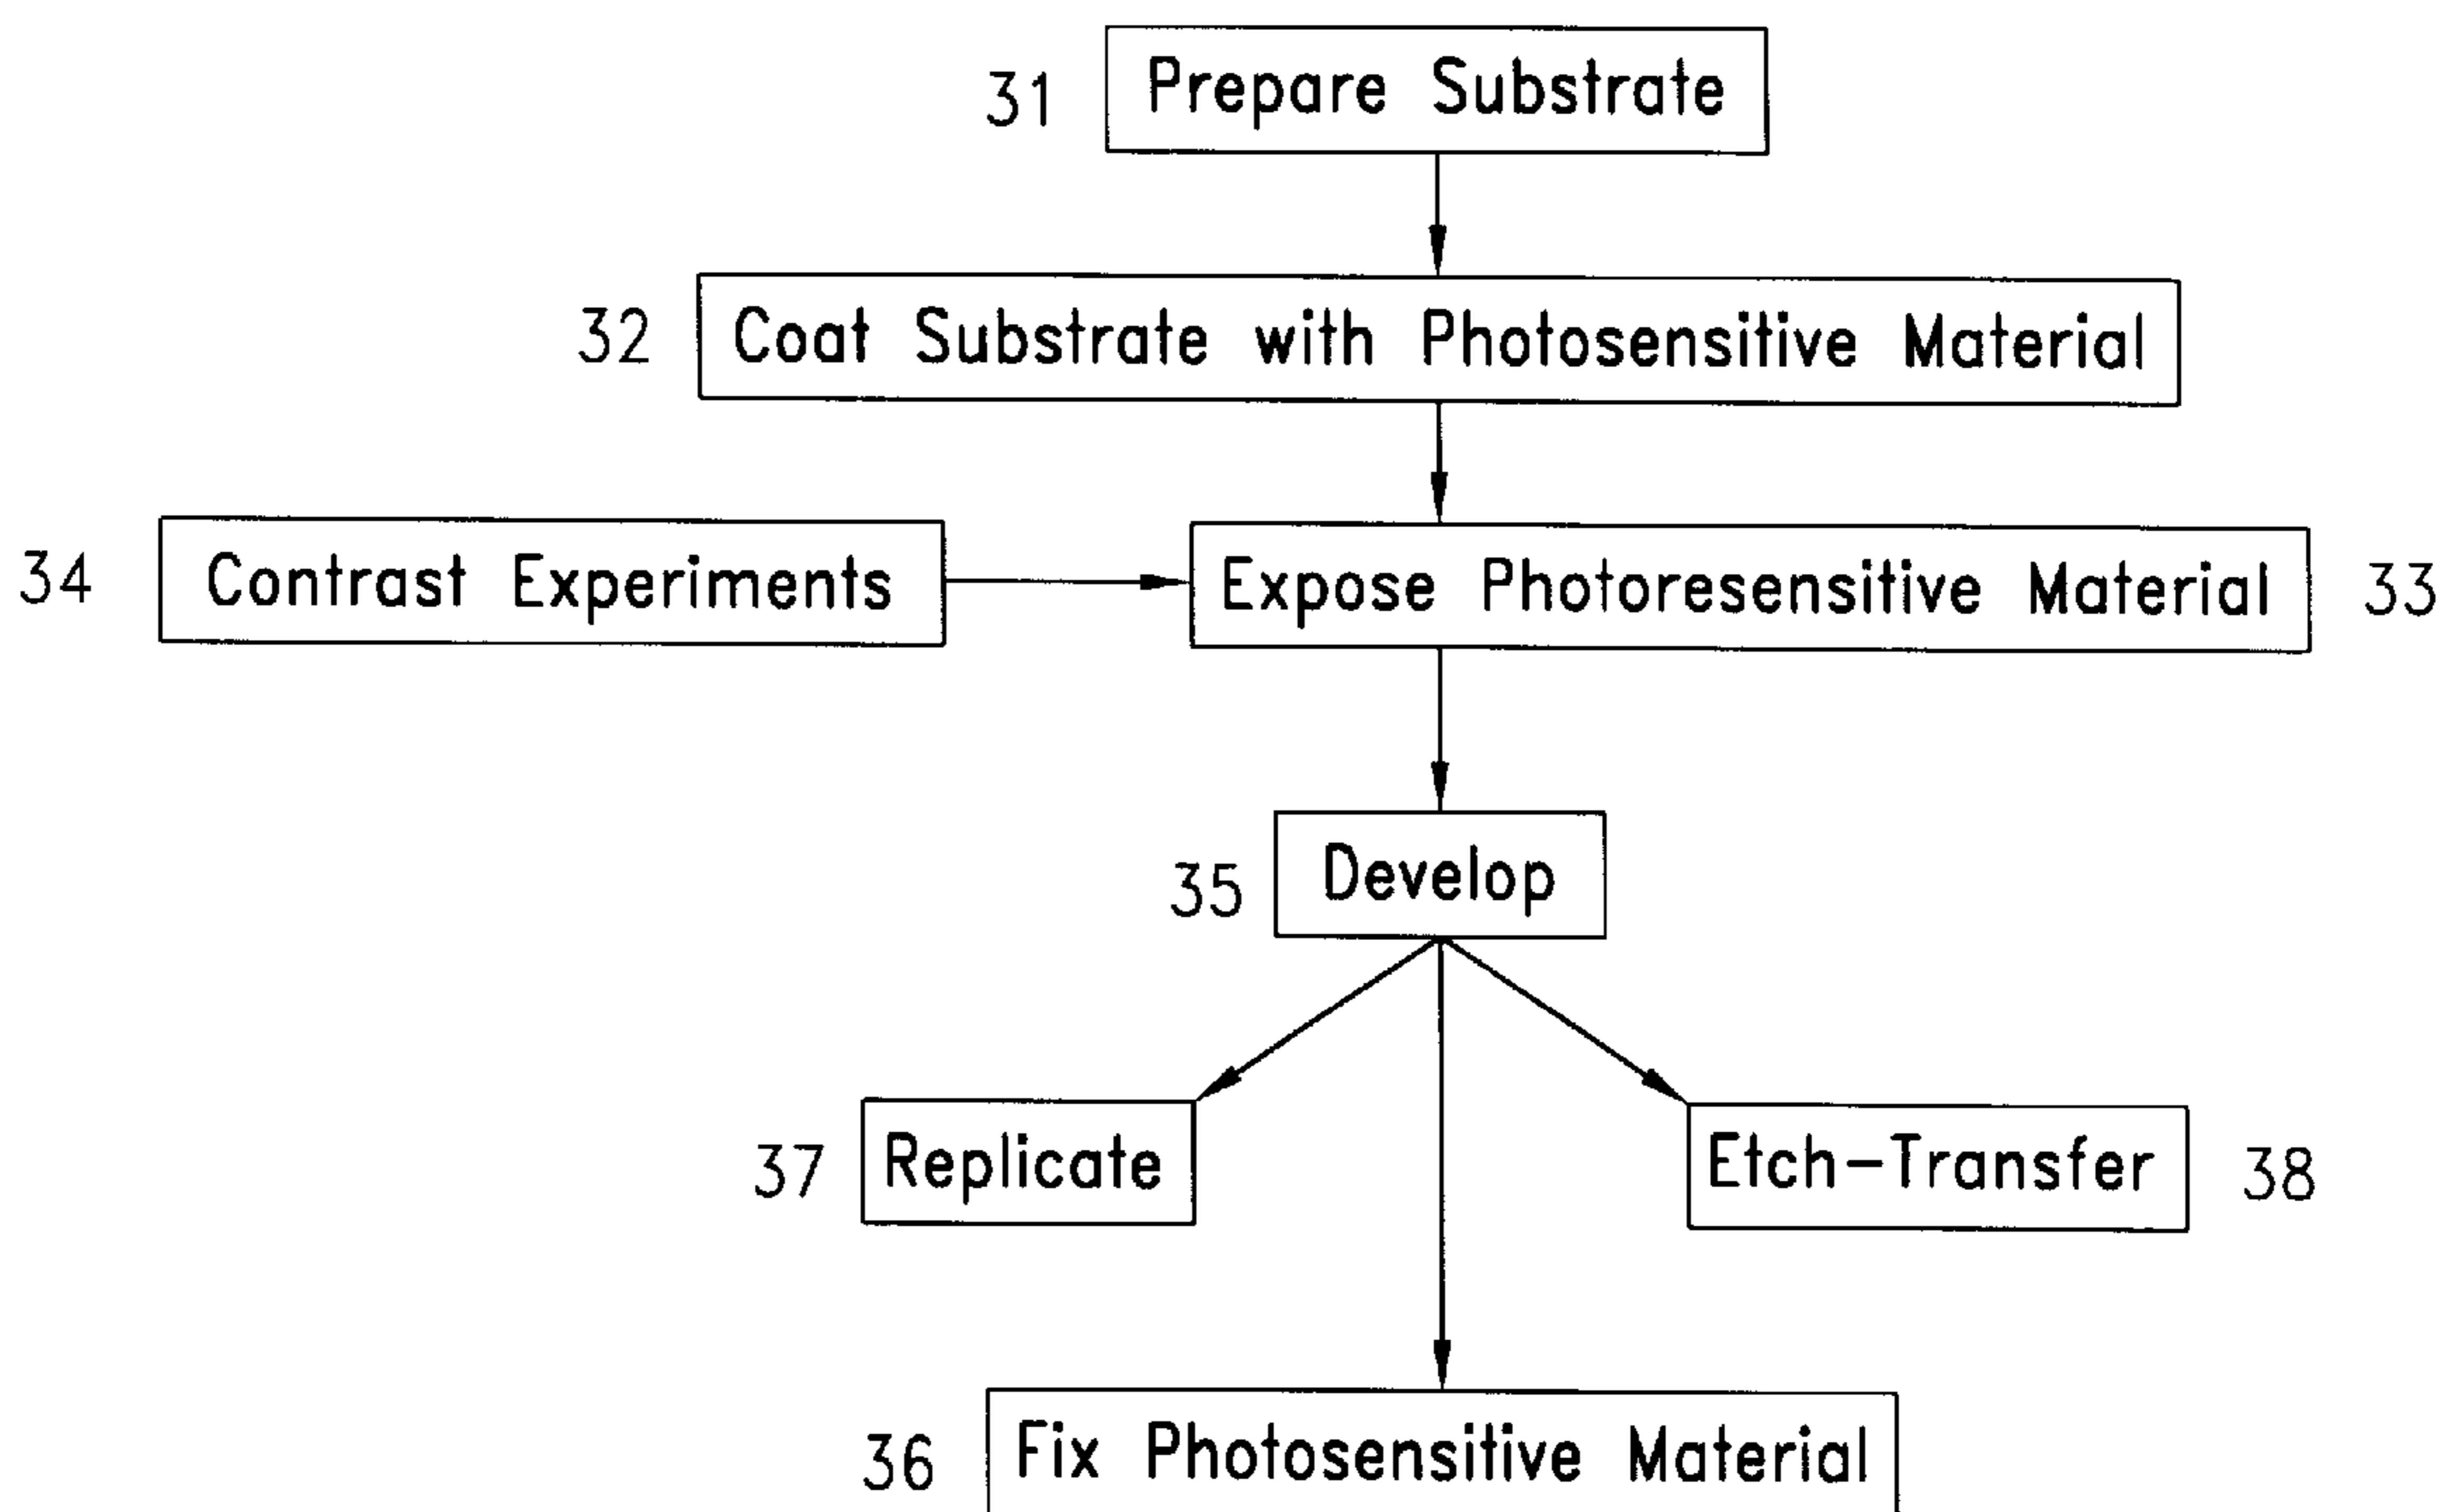 31 Prepare Substrate
32 Coat Substrate with Photosensitive Material
34 Contrast Experiments Expose Photoresensitive Material 33
35 Develop
37 Replicate Etch-Transfer 38
36 Fix Photosensitive Material